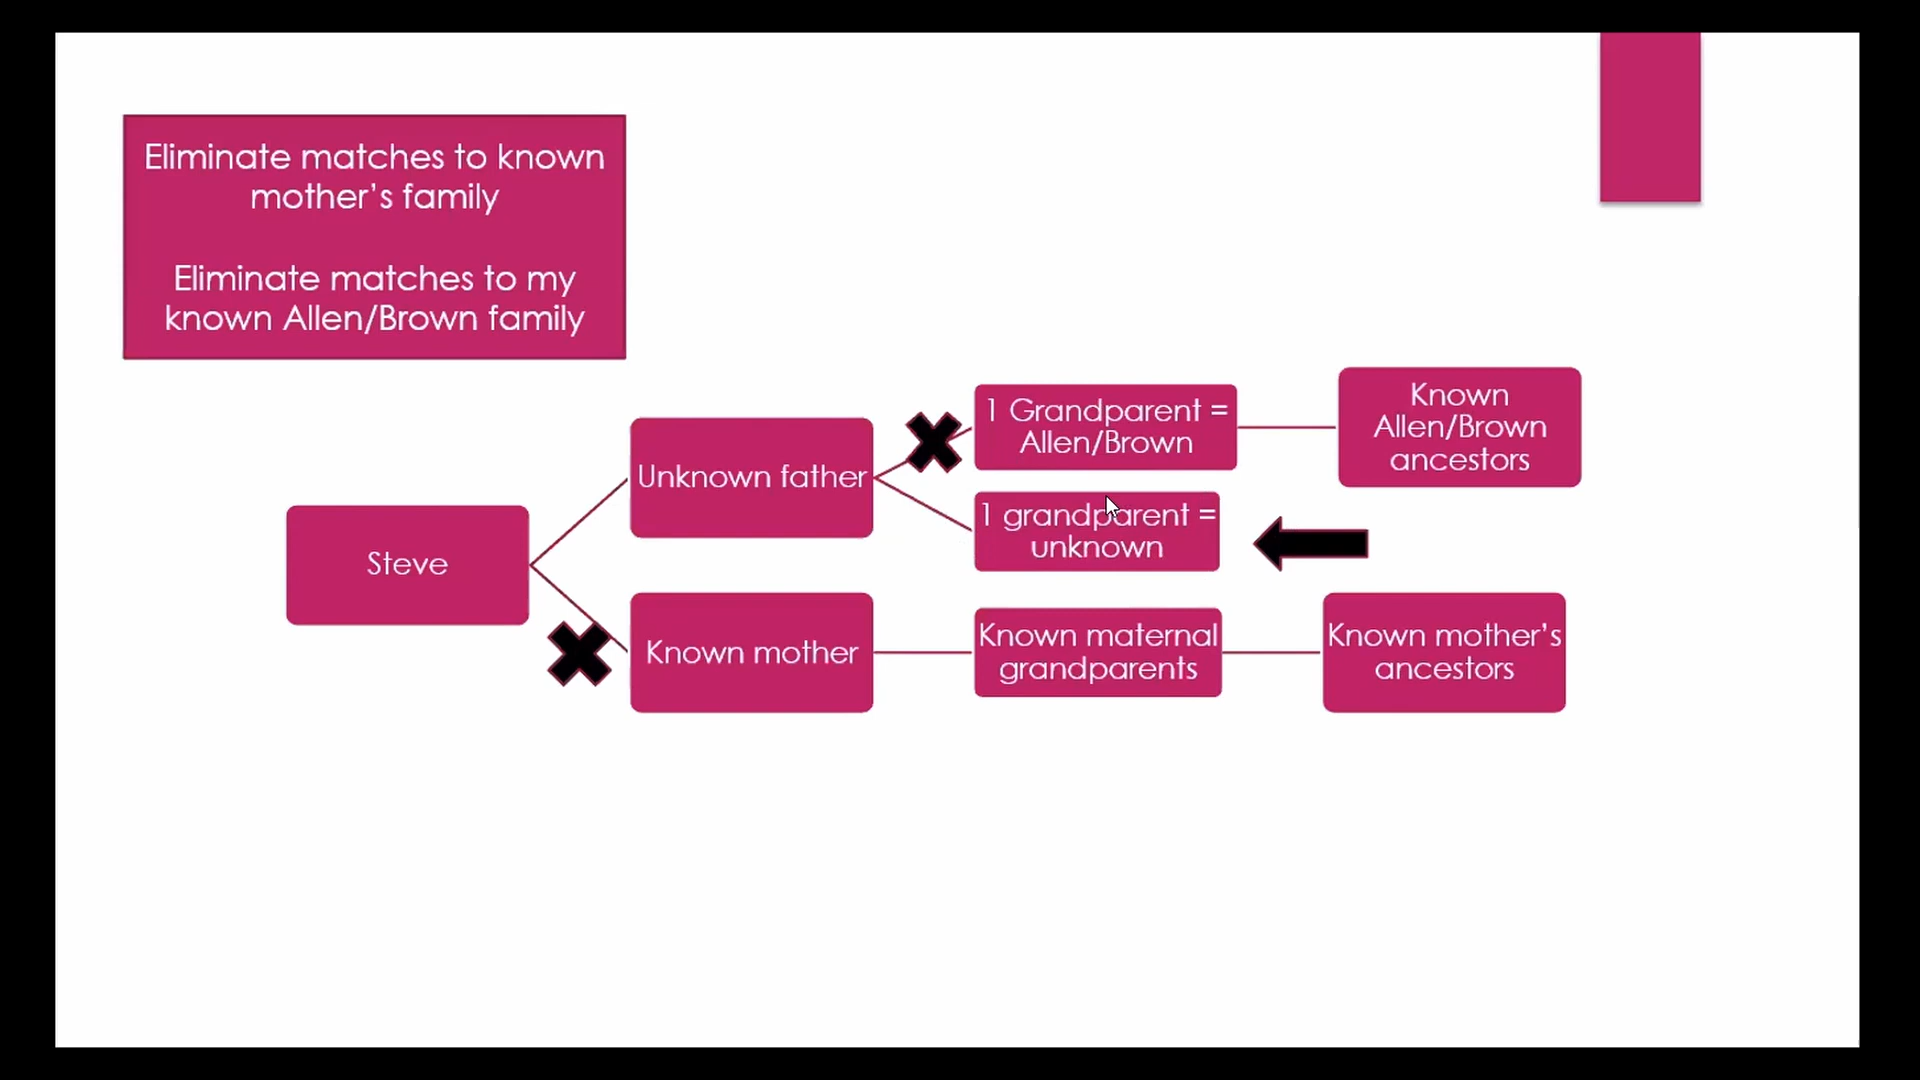 Eliminate matches to known
mother's family
Eliminate matches to my
known Allen/Brown family
Steve
Unknown father
Known mother
1 Grandparent =
Allen/Brown
1 grandparent =
unknown
Known maternal
grandparents
Known
Allen/Brown
ancestors
Known mother's
ancestors